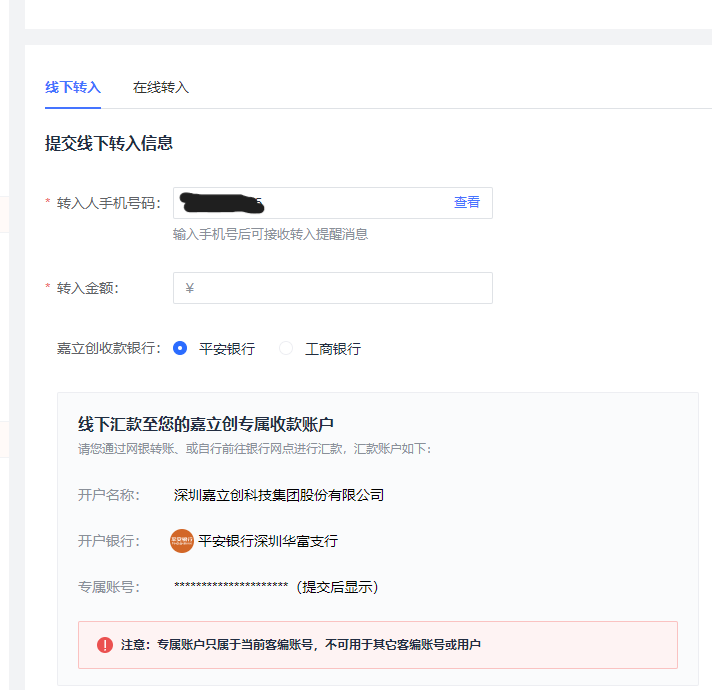 线下转入 在线转入
提交线下转入信息
* 转入人手机号码： 查看
输入手机号后可接收转入提醒消息
* 转入金额： ¥
嘉立创收款银行： 平安银行 工商银行
线下汇款至您的嘉立创专属收款账户
请您通过网银转账、或自行前往银行网点进行汇款，汇款账户如下：
开户名称： 深圳嘉立创科技集团股份有限公司
开户银行： 平安银行 平安银行深圳华富支行
专属账号： ********************* （提交后显示）
注意：专属账户只属于当前客编账号，不可用于其它客编账号或用户